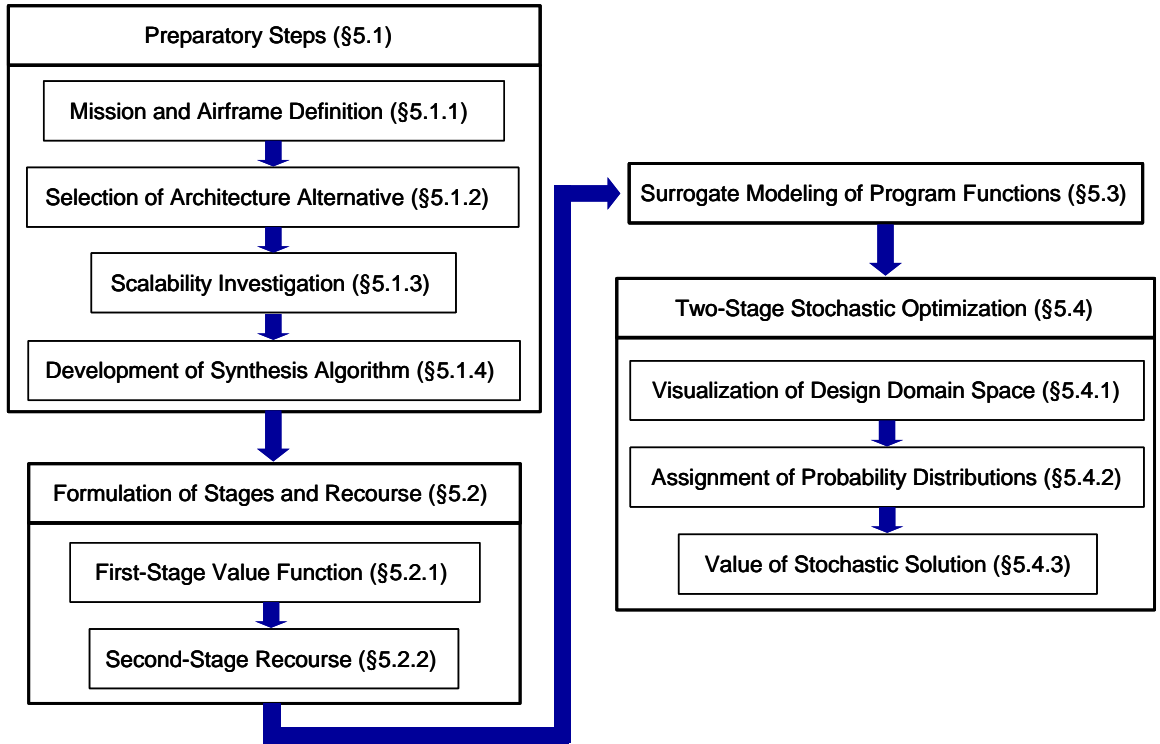 Preparatory Steps (§5.1)
Mission and Airframe Definition (§5.1.1)
Selection of Architecture Alternative (§5.1.2)
Scalability Investigation (§5.1.3)
Development of Synthesis Algorithm (§5.1.4)
Formulation of Stages and Recourse (§5.2)
First-Stage Value Function (§5.2.1)
Second-Stage Recourse (§5.2.2)
Surrogate Modeling of Program Functions (§5.3)
Two-Stage Stochastic Optimization (§5.4)
Visualization of Design Domain Space (§5.4.1)
Assignment of Probability Distributions (§5.4.2)
Value of Stochastic Solution (§5.4.3)